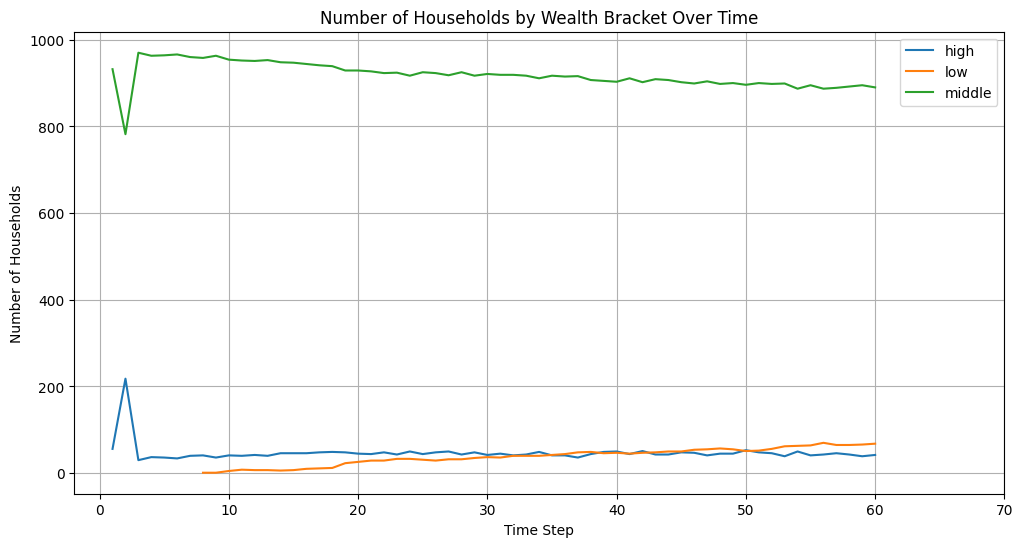 Number of Households by Wealth Bracket Over Time
1000
800
600
400
200
0
Number of Households
high
low
middle
0 10 20 30 40 50 60 70
Time Step